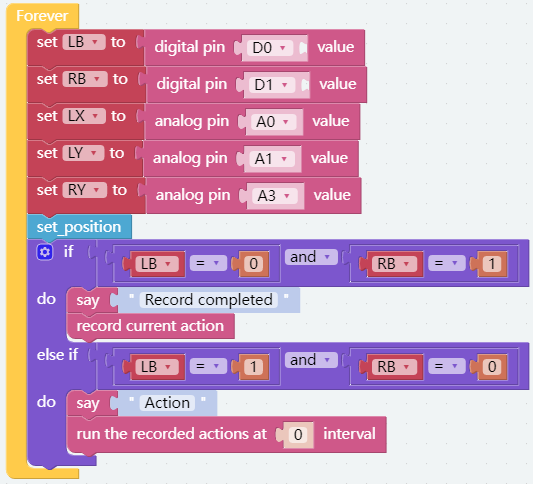 Forever
set LB to digital pin D0 value
set RB to digital pin D1 value
set LX to analog pin A0 value
set LY to analog pin A1 value
set RY to analog pin A3 value
set_position
if LB = 0 and RB = 1
do say " Record completed "
record current action
else if LB = 1 and RB = 0
do say " Action "
run the recorded actions at 0 interval